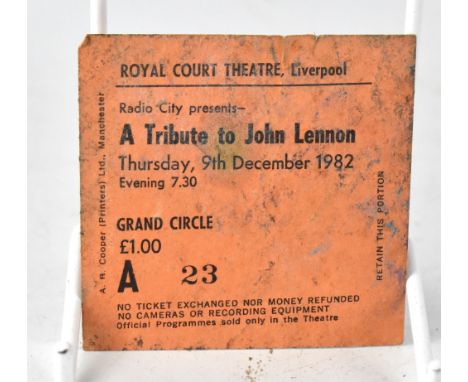 ROYAL COURT THEATRE, Liverpool
Radio City presents–
A Tribute to John Lennon
Thursday, 9th December 1982
Evening 7.30
GRAND CIRCLE
£1.00
A 23
NO TICKET EXCHANGED NOR MONEY REFUNDED
NO CAMERAS OR RECORDING EQUIPMENT
Official Programmes sold only in the Theatre
A. R. Cooper (Printers) Ltd., Manchester
RETAIN THIS PORTION